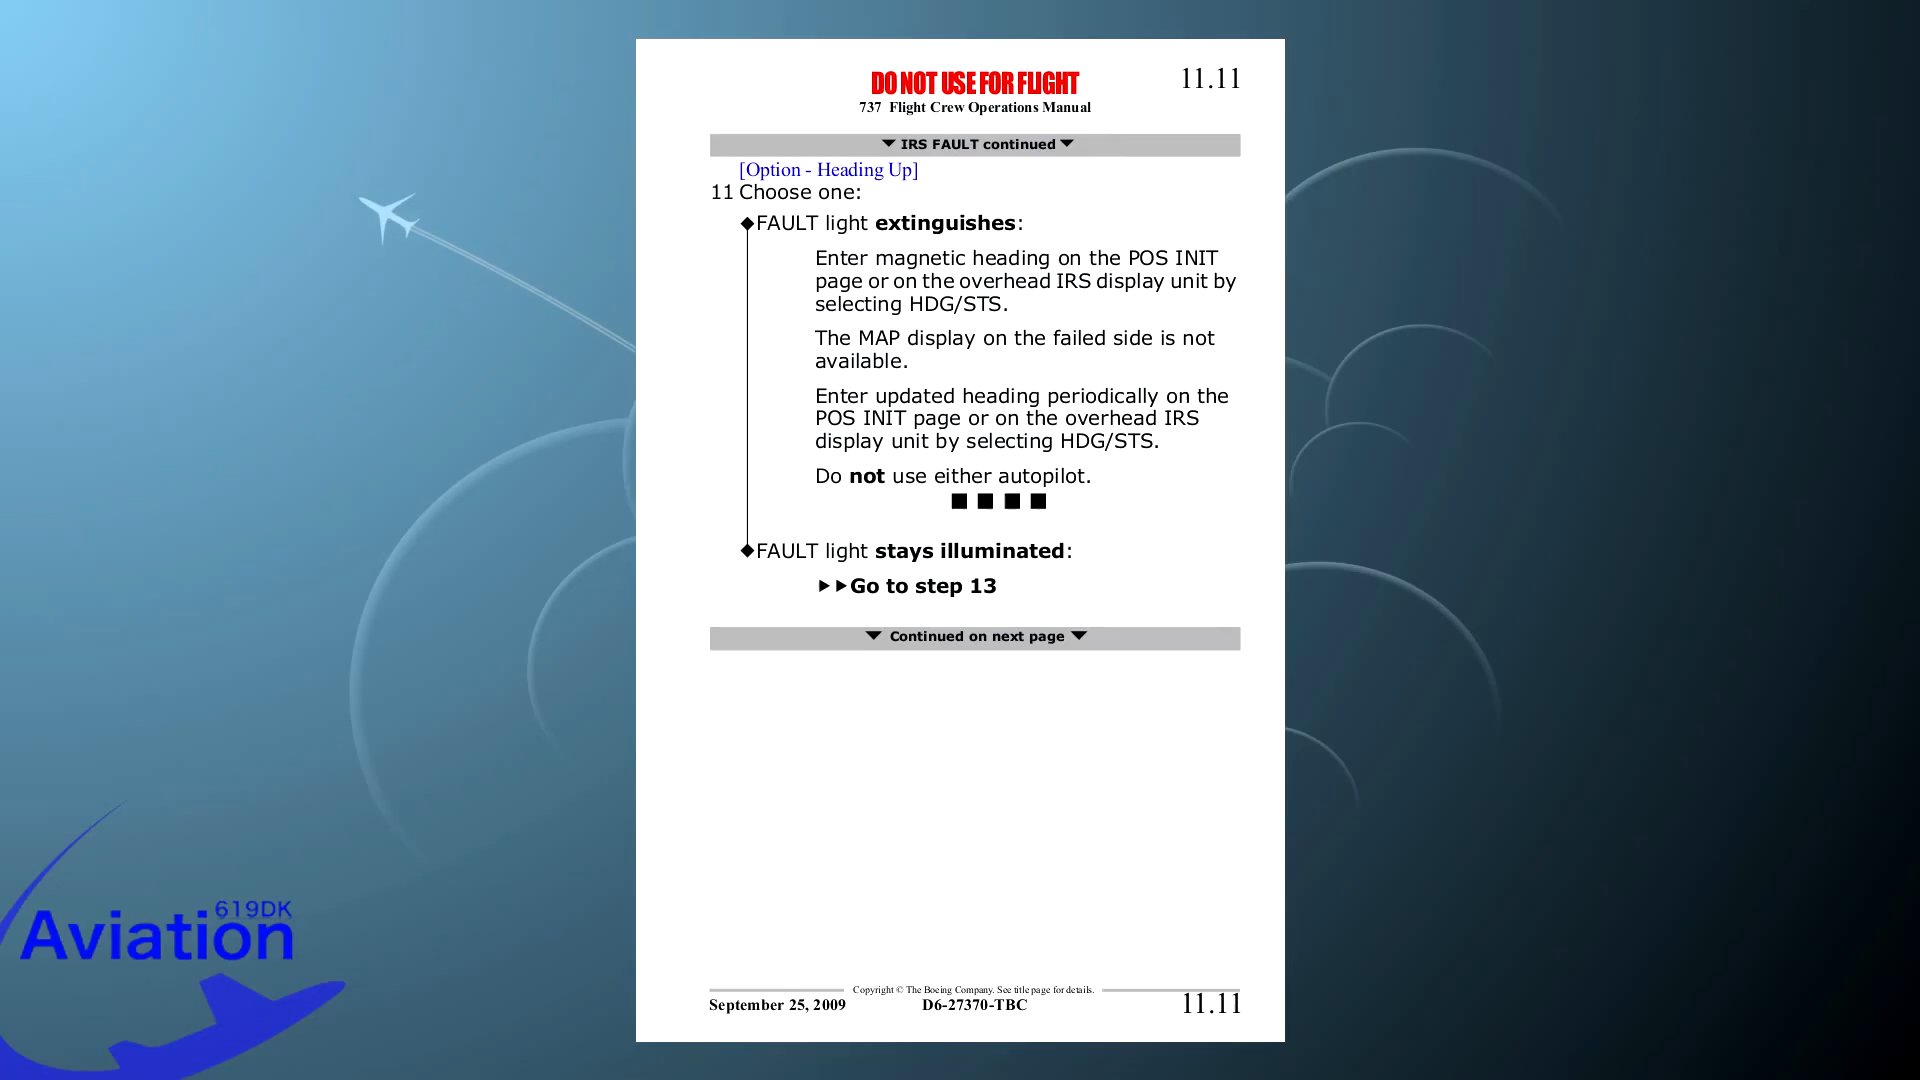 DO NOT USE FOR FLIGHT
11.11
737 Flight Crew Operations Manual
IRS FAULT continued
[Option - Heading Up]
11 Choose one:
FAULT light extinguishes:
Enter magnetic heading on the POS INIT
page or on the overhead IRS display unit by
selecting HDG/STS.
The MAP display on the failed side is not
available.
Enter updated heading periodically on the
POS INIT page or on the overhead IRS
display unit by selecting HDG/STS.
Do not use either autopilot.
FAULT light stays illuminated:
Go to step 13
Continued on next page
Copyright © The Boeing Company. See title page for details.
September 25, 2009
D6-27370-TBC
11.11
619DK
Aviation